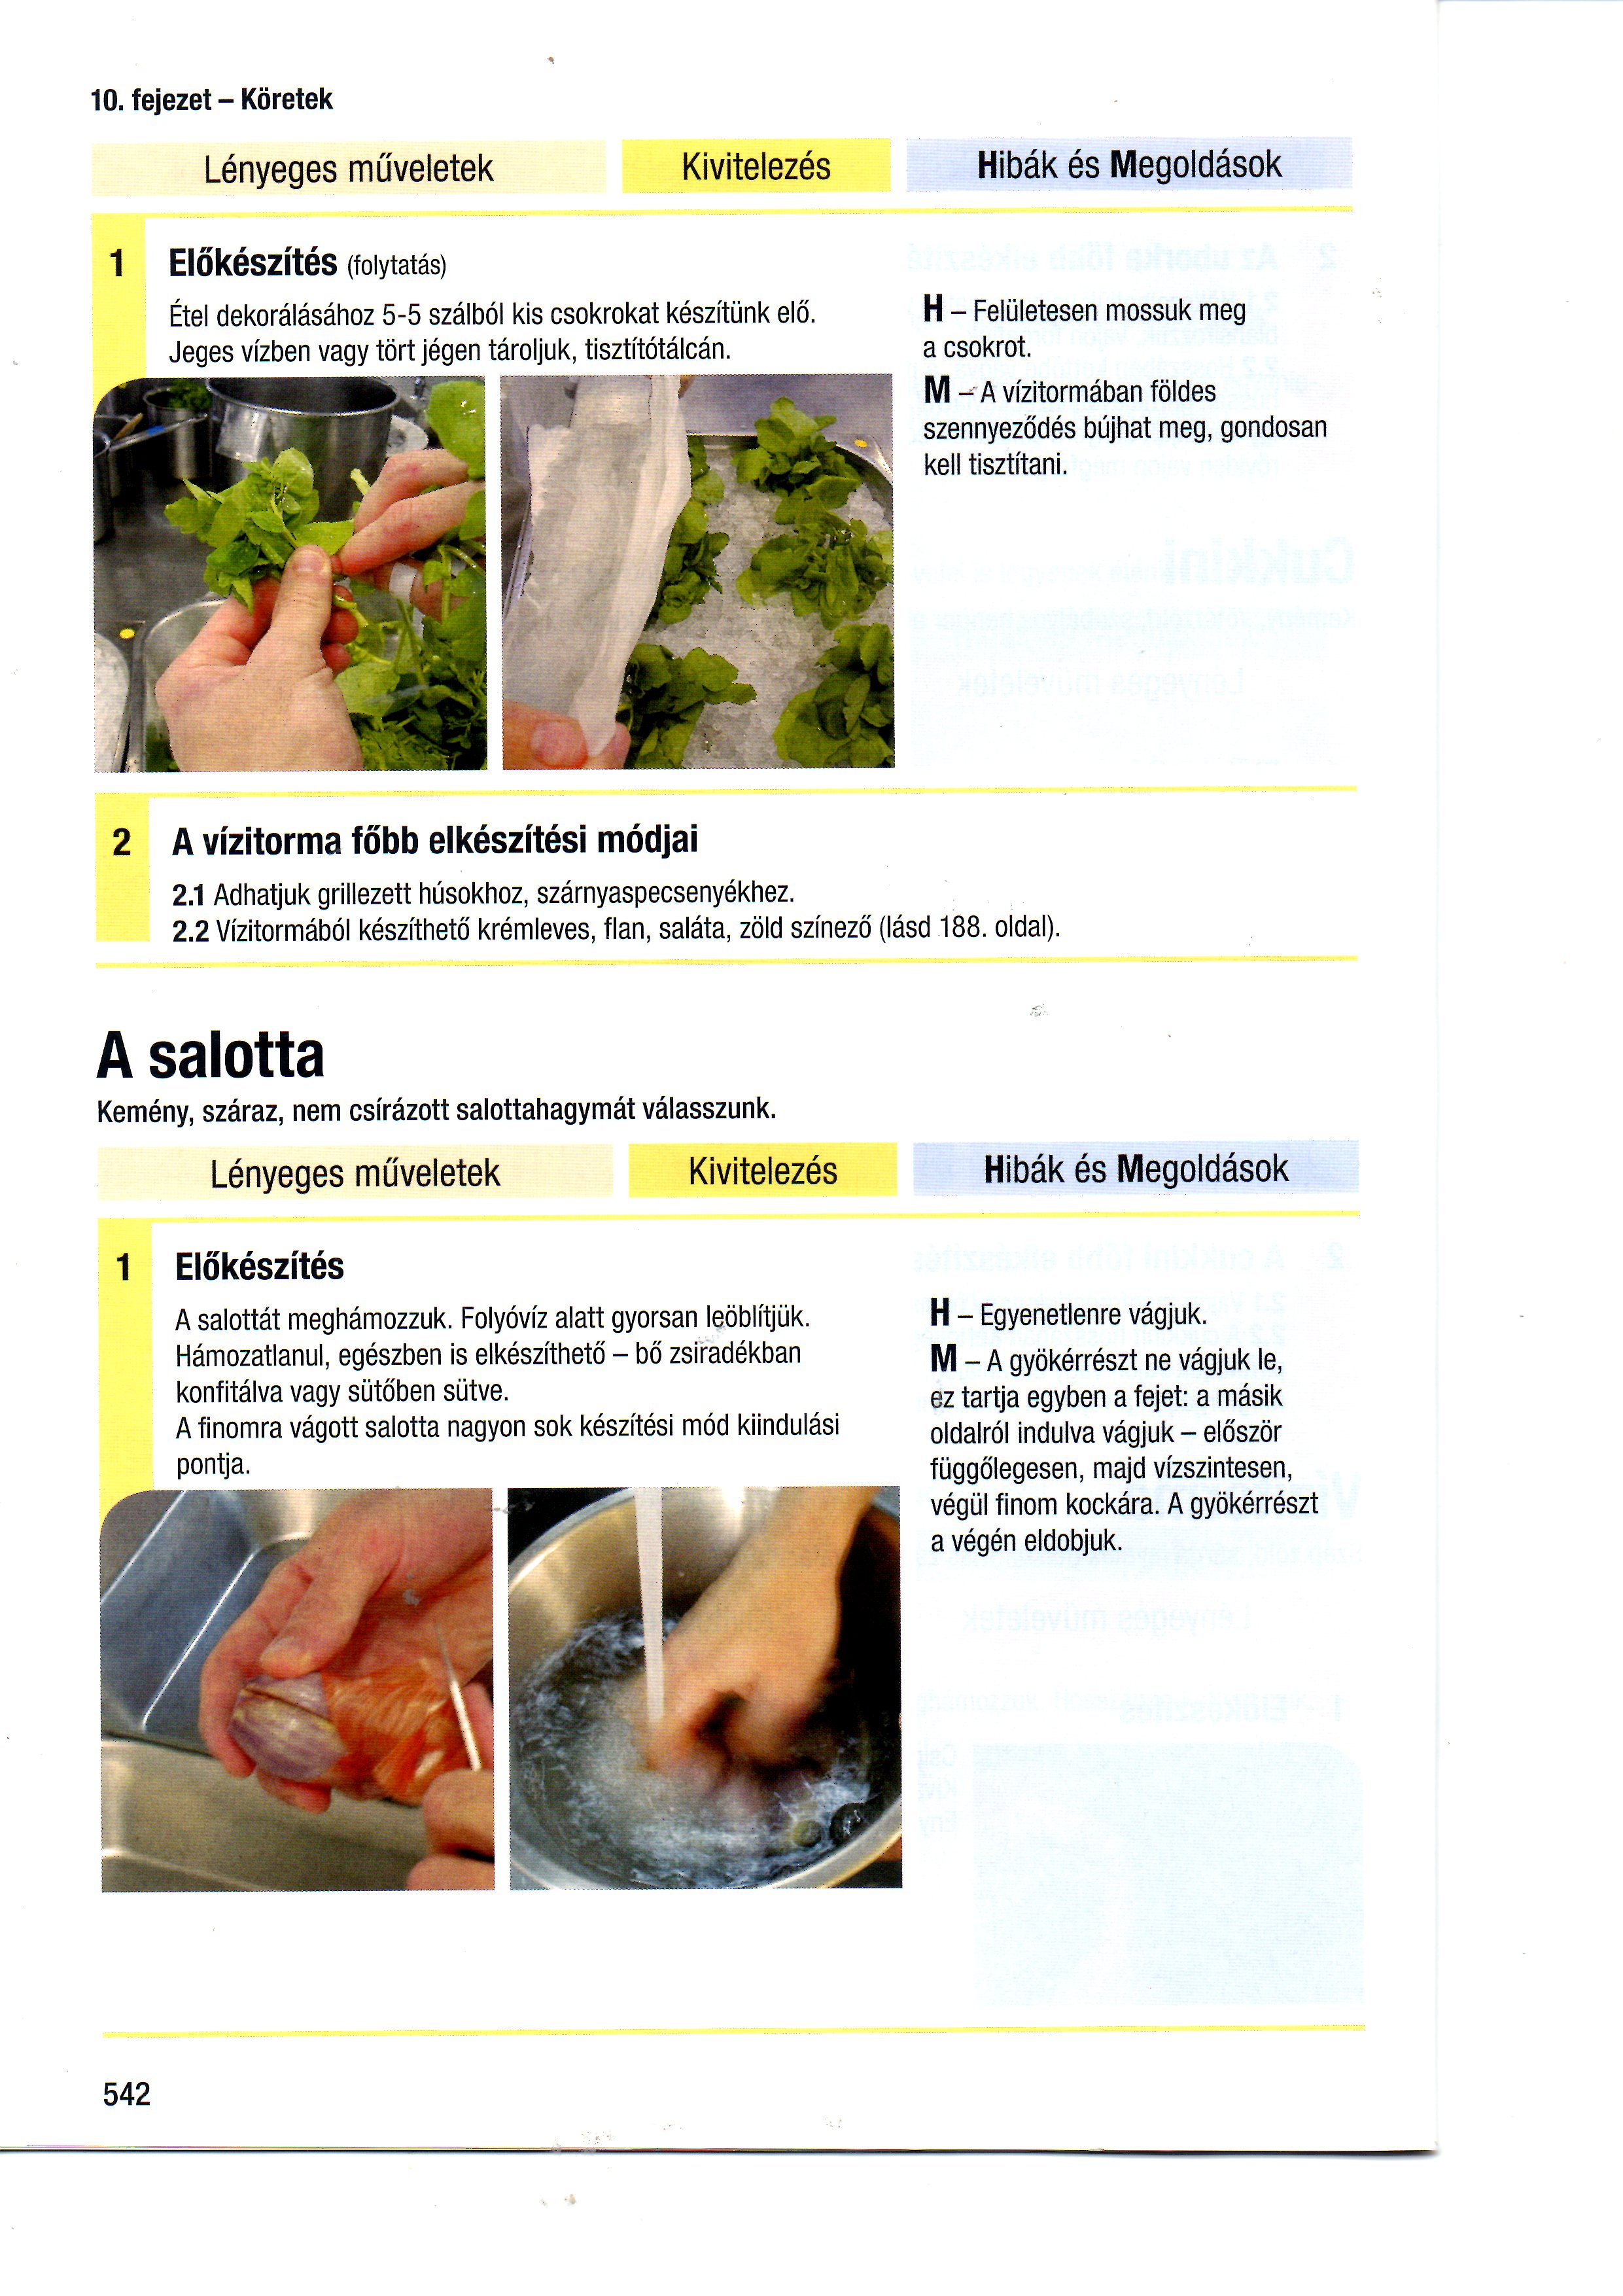 10. fejezet – Köretek
Lényeges műveletek
Kivitelezés
Hibák és Megoldások
1 Előkészítés (folytatás)
Étel dekorálásához 5-5 szálból kis csokrokat készítünk elő.
Jeges vízben vagy tört jégen tároljuk, tisztítótálcán.
H – Felületesen mossuk meg
a csokrot.
M – A vízitormában földes
szennyeződés bújhat meg, gondosan
kell tisztítani.
2 A vízitorma főbb elkészítési módjai
2.1 Adhatjuk grillezett húsokhoz, szárnyaspecsenyékhez.
2.2 Vízitormából készíthető krémleves, flan, saláta, zöld színező (lásd 188. oldal).
A salotta
Kemény, száraz, nem csírázott salottahagymát válasszunk.
Lényeges műveletek
Kivitelezés
Hibák és Megoldások
1 Előkészítés
A salottát meghámozzuk. Folyóvíz alatt gyorsan leöblítjük.
Hámozatlanul, egészben is elkészíthető – bő zsiradékban
konfitálva vagy sütőben sütve.
A finomra vágott salotta nagyon sok készítési mód kiindulási
pontja.
H – Egyenetlenre vágjuk.
M – A gyökérrészt ne vágjuk le,
ez tartja egyben a fejet: a másik
oldalról indulva vágjuk – először
függőlegesen, majd vízszintesen,
végül finom kockára. A gyökérrészt
a végén eldobjuk.
542